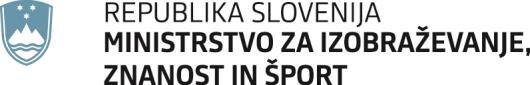 REPUBLIKA SLOVENIJA
MINISTRSTVO ZA IZOBRAŽEVANJE,
ZNANOST IN ŠPORT